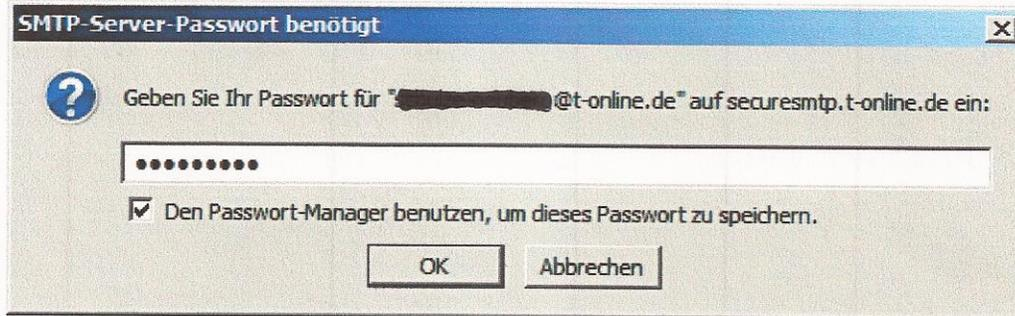 SMTP-Server-Passwort benötigt
Geben Sie Ihr Passwort für "@t-online.de" auf securesmtp.t-online.de ein:
•••••••••
Den Passwort-Manager benutzen, um dieses Passwort zu speichern.
OK
Abbrechen